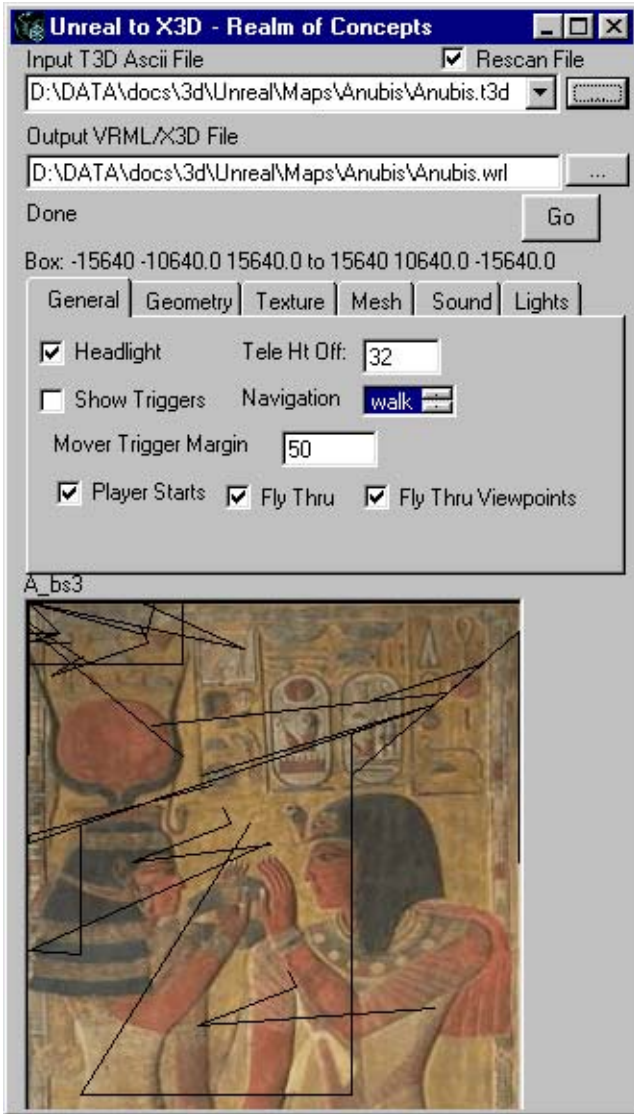 Unreal to X3D - Realm of Concepts
Input T3D Ascii File Rescan File
D:\DATA\docs\3d\Unreal\Maps\Anubis\Anubis.t3d ...
Output VRML/X3D File
D:\DATA\docs\3d\Unreal\Maps\Anubis\Anubis.wrl ...
Done Go
Box: -15640 -10640.0 15640.0 to 15640 10640.0 -15640.0
General Geometry Texture Mesh Sound Lights
Headlight Tele Ht Off: 32
Show Triggers Navigation walk
Mover Trigger Margin 50
Player Starts Fly Thru Fly Thru Viewpoints
A_bs3